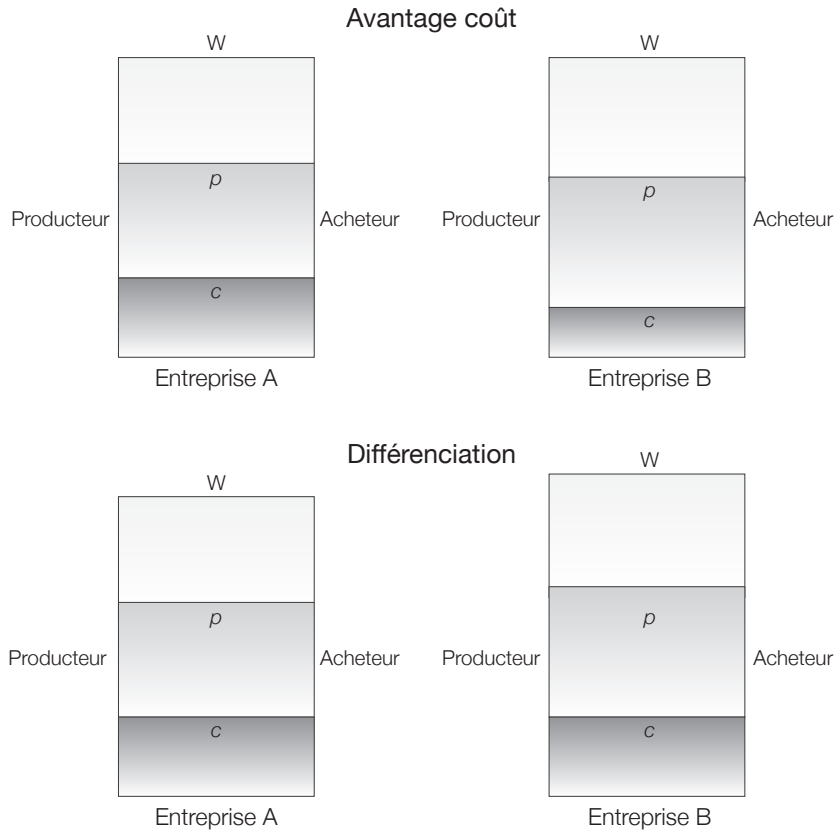 Avantage coût
W W
p p
Producteur Acheteur Producteur Acheteur
c c
Entreprise A Entreprise B
Différenciation
W W
p p
Producteur Acheteur Producteur Acheteur
c c
Entreprise A Entreprise B